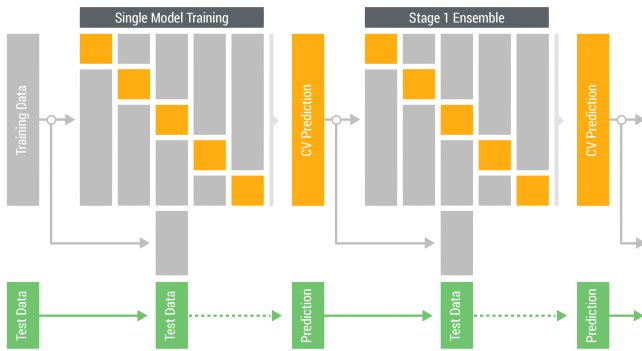 Single Model Training
Stage 1 Ensemble
Training Data
CV Prediction
CV Prediction
Test Data
Test Data
Prediction
Test Data
Prediction